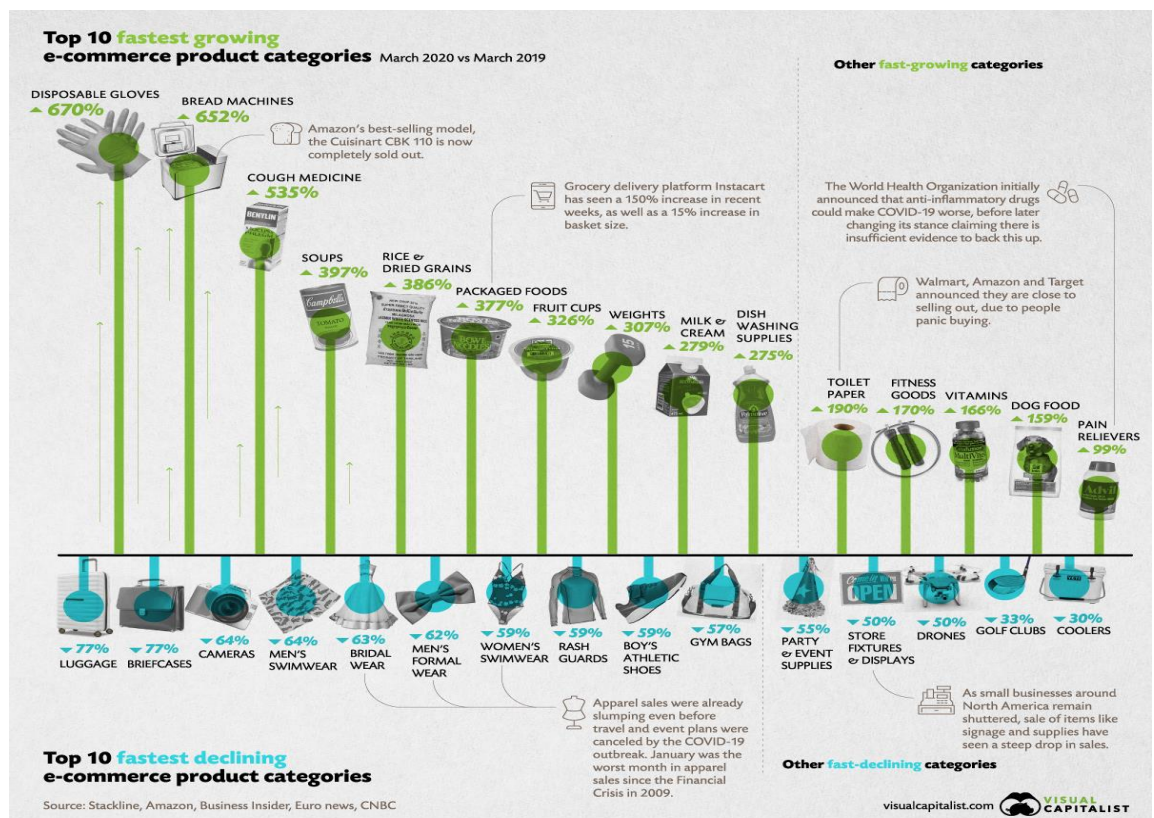 Top 10 fastest growing
e-commerce product categories March 2020 vs March 2019
Other fast-growing categories
DISPOSABLE GLOVES
670%
BREAD MACHINES
652%
Amazon's best-selling model,
the Cuisinart CBK 110 is now
completely sold out.
COUGH MEDICINE
535%
BENYLIN
Grocery delivery platform Instacart
has seen a 150% increase in recent
weeks, as well as a 15% increase in
basket size.
The World Health Organization initially
announced that anti-inflammatory drugs
could make COVID-19 worse, before later
changing its stance claiming there is
insufficient evidence to back this up.
SOUPS
397%
Campbell's
TOMATO
RICE &
DRIED GRAINS
386%
PACKAGED FOODS
377%
BOWL
NOODLES
FRUIT CUPS
326%
WEIGHTS
307%
15
MILK &
CREAM
279%
DISH
WASHING
SUPPLIES
275%
Walmart, Amazon and Target
announced they are close to
selling out, due to people
panic buying.
TOILET
PAPER
190%
FITNESS
GOODS
170%
VITAMINS
166%
DOG FOOD
159%
PAIN
RELIEVERS
99%
Advil
77%
LUGGAGE
77%
BRIEFCASES
64%
CAMERAS
64%
MEN'S
SWIMWEAR
63%
BRIDAL
WEAR
62%
MEN'S
FORMAL
WEAR
59%
WOMEN'S
SWIMWEAR
59%
RASH
GUARDS
59%
BOY'S
ATHLETIC
SHOES
57%
GYM BAGS
55%
PARTY
& EVENT
SUPPLIES
OPEN
50%
STORE
FIXTURES
& DISPLAYS
50%
DRONES
33%
GOLF CLUBS
30%
COOLERS
Apparel sales were already
slumping even before
travel and event plans were
canceled by the COVID-19
outbreak. January was the
worst month in apparel
sales since the Financial
Crisis in 2009.
As small businesses around
North America remain
shuttered, sale of items like
signage and supplies have
seen a steep drop in sales.
Top 10 fastest declining
e-commerce product categories
Other fast-declining categories
Source: Stackline, Amazon, Business Insider, Euro news, CNBC
visualcapitalist.com
VISUAL
CAPITALIST